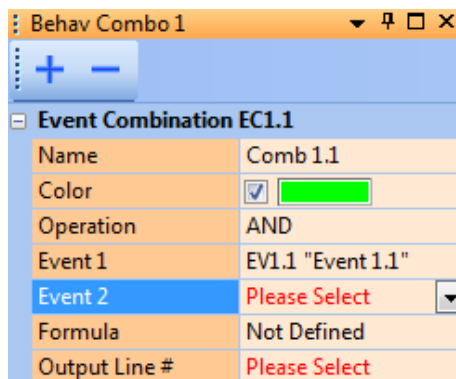 Behav Combo 1
Event Combination EC1.1
Name Comb 1.1
Color
Operation AND
Event 1 EV1.1 "Event 1.1"
Event 2 Please Select
Formula Not Defined
Output Line # Please Select